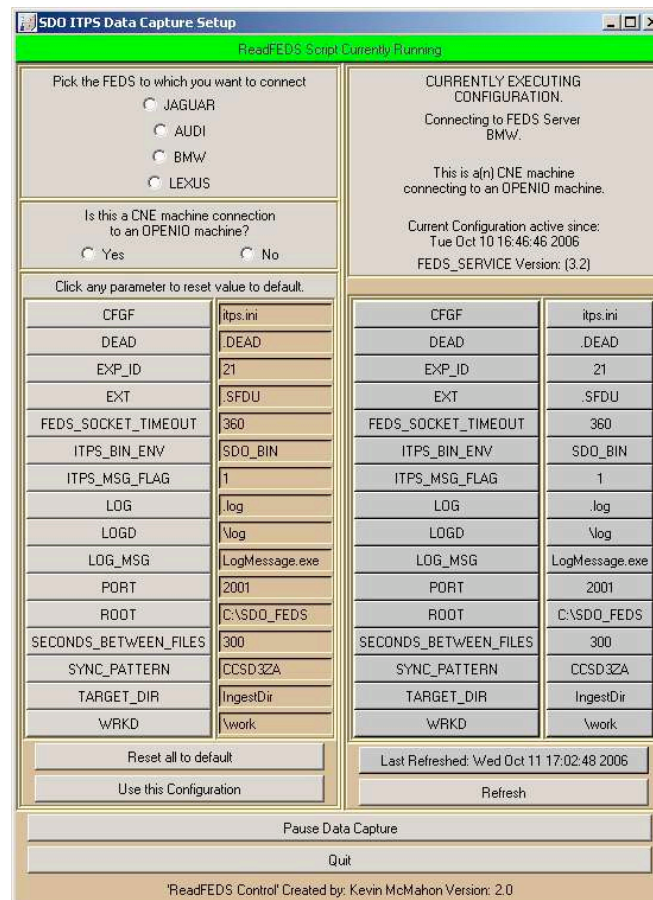 SDO ITPS Data Capture Setup
ReadFEDS Script Currently Running
Pick the FEDS to which you want to connect
JAGUAR
AUDI
BMW
LEXUS
Is this a CNE machine connection
to an OPENIO machine?
Yes No
Click any parameter to reset value to default.
CFGF itps.ini
DEAD .DEAD
EXP_ID 21
EXT .SFDU
FEDS_SOCKET_TIMEOUT 360
ITPS_BIN_ENV SDO_BIN
ITPS_MSG_FLAG 1
LOG .log
LOGD \log
LOG_MSG LogMessage.exe
PORT 2001
ROOT C:\SDO_FEDS
SECONDS_BETWEEN_FILES 300
SYNC_PATTERN CCSD3ZA
TARGET_DIR IngestDir
WRKD \work
Reset all to default
Use this Configuration
CURRENTLY EXECUTING
CONFIGURATION.
Connecting to FEDS Server
BMW.
This is a(n) CNE machine
connecting to an OPENIO machine.
Current Configuration active since:
Tue Oct 10 16:46:46 2006
FEDS_SERVICE Version: (3.2)
CFGF itps.ini
DEAD .DEAD
EXP_ID 21
EXT .SFDU
FEDS_SOCKET_TIMEOUT 360
ITPS_BIN_ENV SDO_BIN
ITPS_MSG_FLAG 1
LOG .log
LOGD \log
LOG_MSG LogMessage.exe
PORT 2001
ROOT C:\SDO_FEDS
SECONDS_BETWEEN_FILES 300
SYNC_PATTERN CCSD3ZA
TARGET_DIR IngestDir
WRKD \work
Last Refreshed: Wed Oct 11 17:02:48 2006
Refresh
Pause Data Capture
Quit
'ReadFEDS Control' Created by: Kevin McMahon Version: 2.0